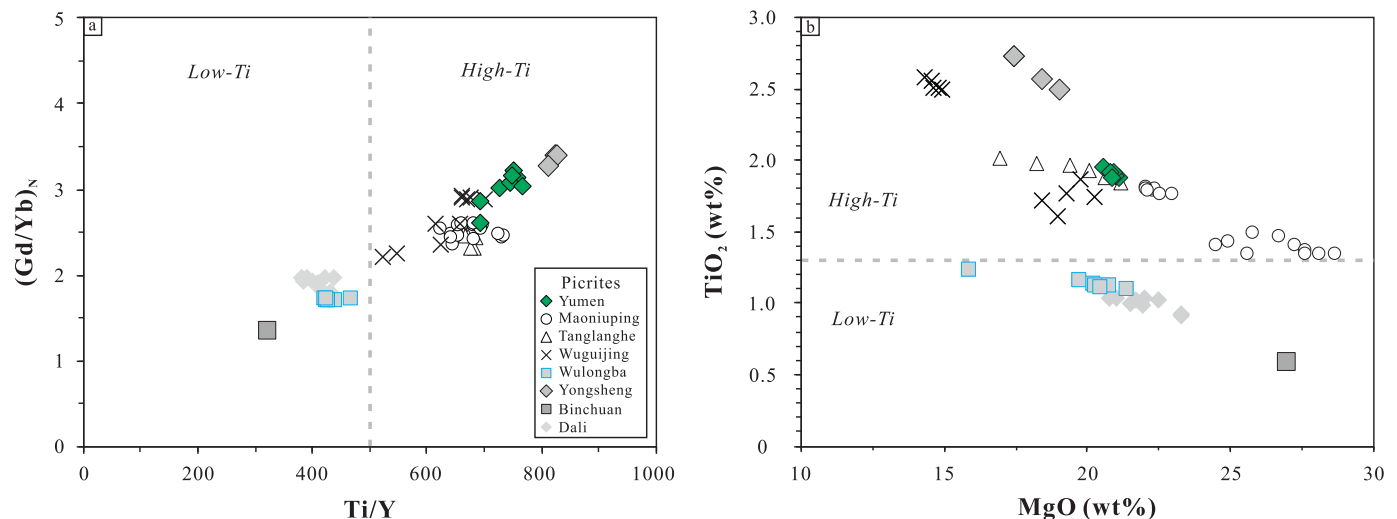 a
Low-Ti
High-Ti
5
4
3
2
1
0
(Gd/Yb)N
0
200
400
600
800
1000
Ti/Y
Picrites
Yumen
Maoniuping
Tanglanghe
Wuguijing
Wulongba
Yongsheng
Binchuan
Dali
b
3.0
2.5
2.0
1.5
1.0
0.5
0
TiO₂ (wt%)
High-Ti
Low-Ti
10
15
20
25
30
MgO (wt%)